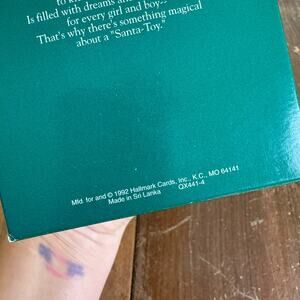 Is filled with dreams
for every girl and boy...
That's why there's something magical
about a "Santa-Toy."
Mfd. for and © 1992 Hallmark Cards, Inc., K.C., MO 64141
Made in Sri Lanka QX441-4